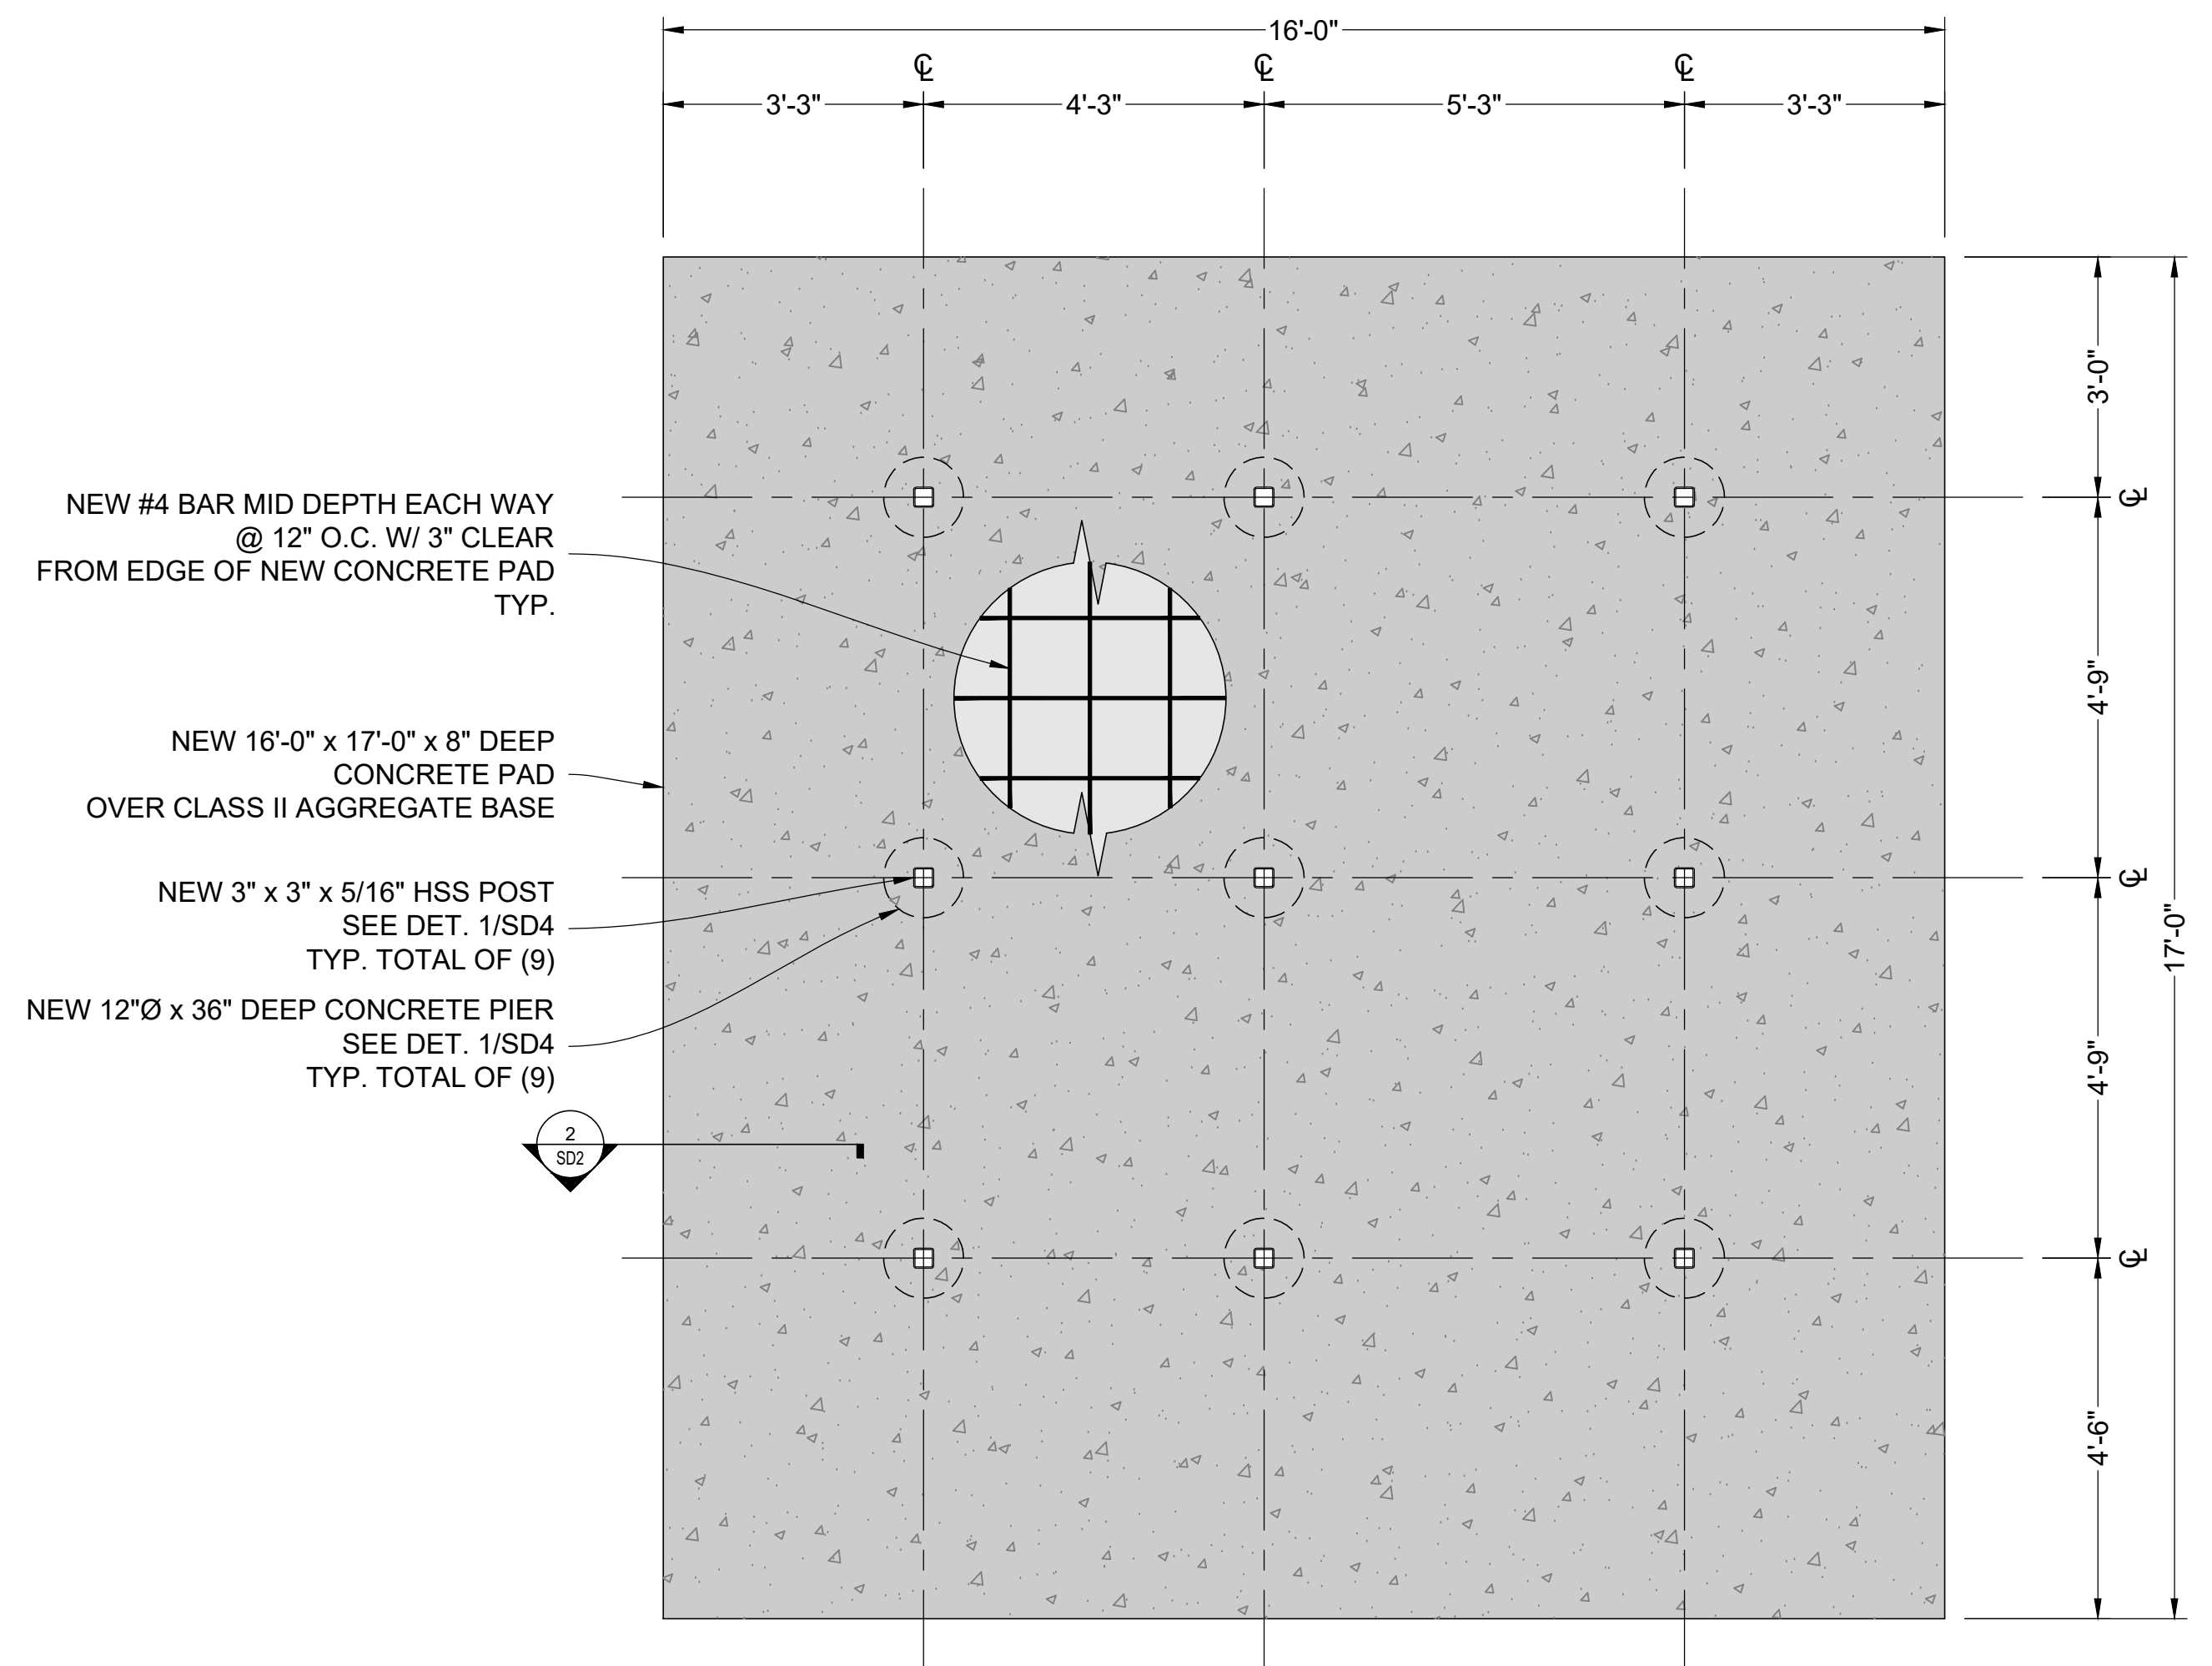 16'-0"
℄ ℄ ℄
3'-3" 4'-3" 5'-3" 3'-3"
NEW #4 BAR MID DEPTH EACH WAY
@ 12" O.C. W/ 3" CLEAR
FROM EDGE OF NEW CONCRETE PAD
TYP.
NEW 16'-0" x 17'-0" x 8" DEEP
CONCRETE PAD
OVER CLASS II AGGREGATE BASE
NEW 3" x 3" x 5/16" HSS POST
SEE DET. 1/SD4
TYP. TOTAL OF (9)
NEW 12"Ø x 36" DEEP CONCRETE PIER
SEE DET. 1/SD4
TYP. TOTAL OF (9)
2
SD2
3'-0"
℄
4'-9"
℄
4'-9"
℄
4'-6"
17'-0"